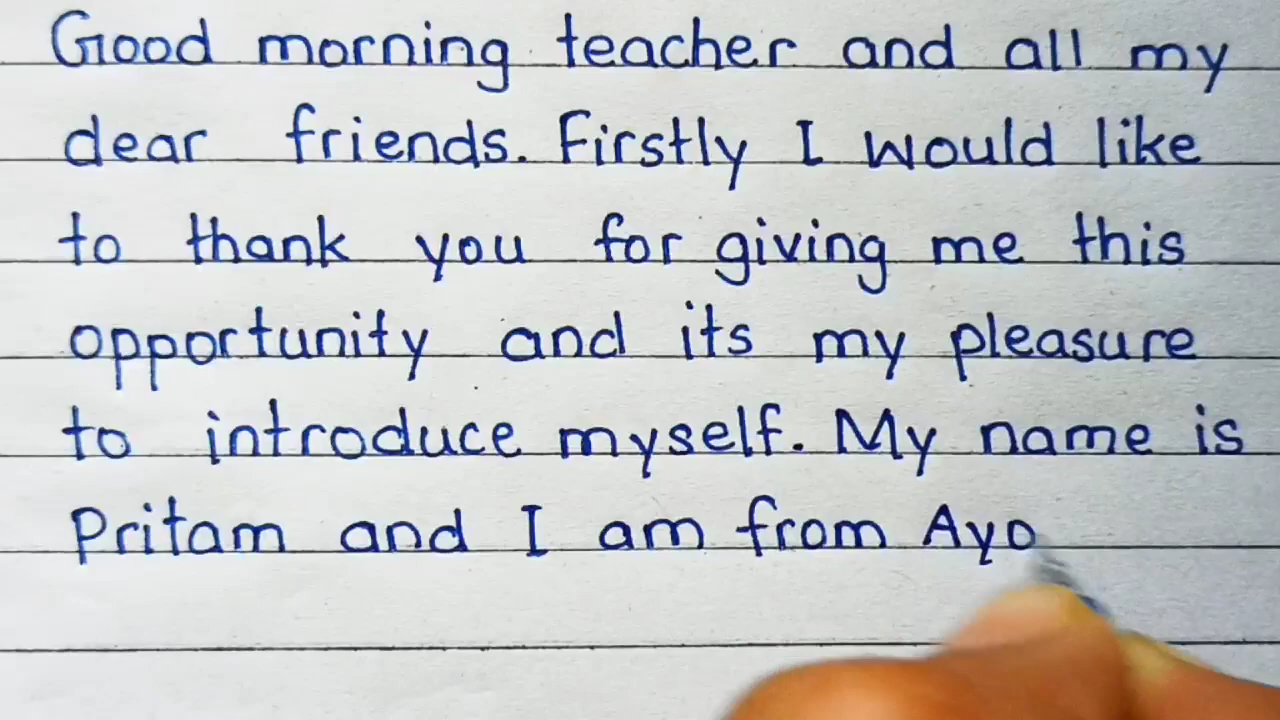 Good morning teacher and all my
dear friends. Firstly I would like
to thank you for giving me this
opportunity and its my pleasure
to introduce myself. My name is
Pritam and I am from Ayo